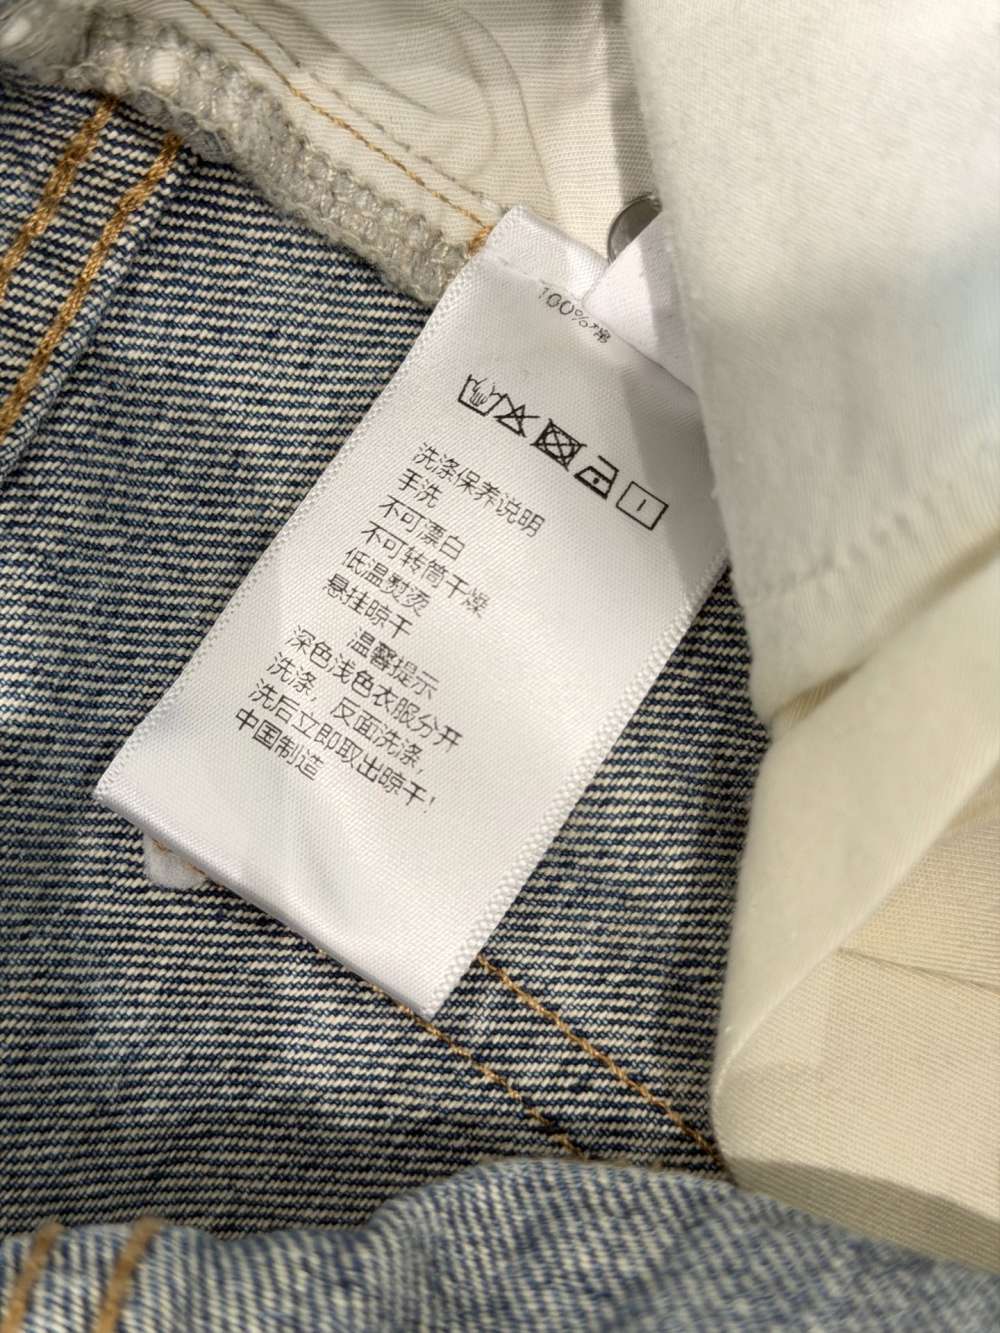 100%棉
洗涤保养说明
手洗
不可漂白
不可转筒干燥
低温熨烫
悬挂晾干
温馨提示
深色浅色衣服分开
洗涤，反面洗涤，
洗后立即取出晾干！
中国制造